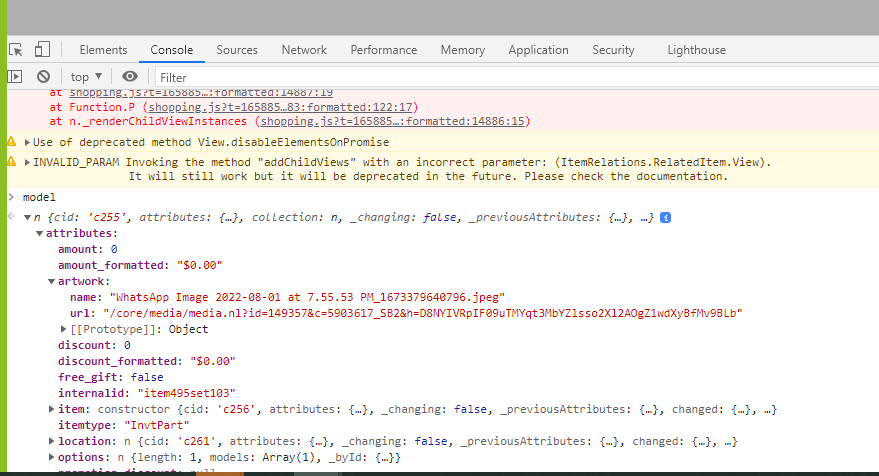 Elements Console Sources Network Performance Memory Application Security Lighthouse
top ▼ Filter
at shopping.js?t=165885…:formatted:14887:19
at Function.P (shopping.js?t=165885…83:formatted:122:17)
at n._renderChildViewInstances (shopping.js?t=165885…:formatted:14886:15)
▶Use of deprecated method View.disableElementsOnPromise
▶INVALID_PARAM Invoking the method "addChildViews" with an incorrect parameter: (ItemRelations.RelatedItem.View).
It will still work but it will be deprecated in the future. Please check the documentation.
> model
▼n {cid: 'c255', attributes: {…}, collection: n, _changing: false, _previousAttributes: {…}, …} i
▼attributes:
amount: 0
amount_formatted: "$0.00"
▼artwork:
name: "WhatsApp Image 2022-08-01 at 7.55.53 PM_1673379640796.jpeg"
url: "/core/media/media.nl?id=149357&c=5903617_SB2&h=D8NYIVRpIF09uTMYqt3MbYZlsso2Xl2AOgZ1wdXyBfMv9BLb"
▶[[Prototype]]: Object
discount: 0
discount_formatted: "$0.00"
free_gift: false
internalid: "item495set103"
▶item: constructor {cid: 'c256', attributes: {…}, _changing: false, _previousAttributes: {…}, changed: {…}, …}
itemtype: "InvtPart"
▶location: n {cid: 'c261', attributes: {…}, _changing: false, _previousAttributes: {…}, changed: {…}, …}
▶options: n {length: 1, models: Array(1), _byId: {…}}
promotion_discount: null